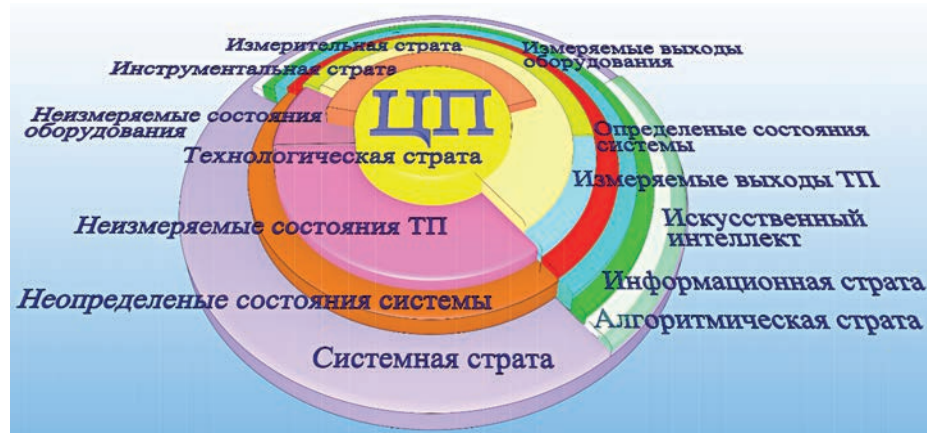 Измерительная страта
Измеряемые выходы
оборудования
Инструментальная страта
Неизмеряемые состояния
оборудования
ЦП
Определеные состояния
системы
Технологическая страта
Измеряемые выходы ТП
Неизмеряемые состояния ТП
Искусственный
интеллект
Информационная страта
Неопределеные состояния системы
Алгоритмическая страта
Системная страта